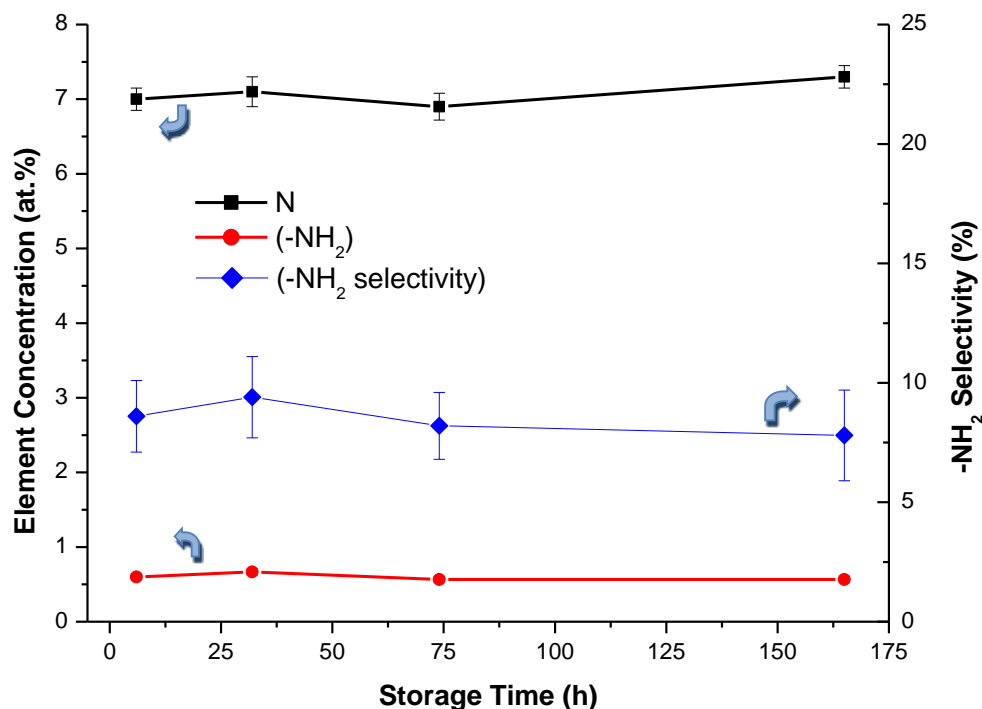 8
7
6
5
4
3
2
1
0
Element Concentration (at.%)
N
(-NH₂)
(-NH₂ selectivity)
25
20
15
10
5
0
-NH₂ Selectivity (%)
0 25 50 75 100 125 150 175
Storage Time (h)